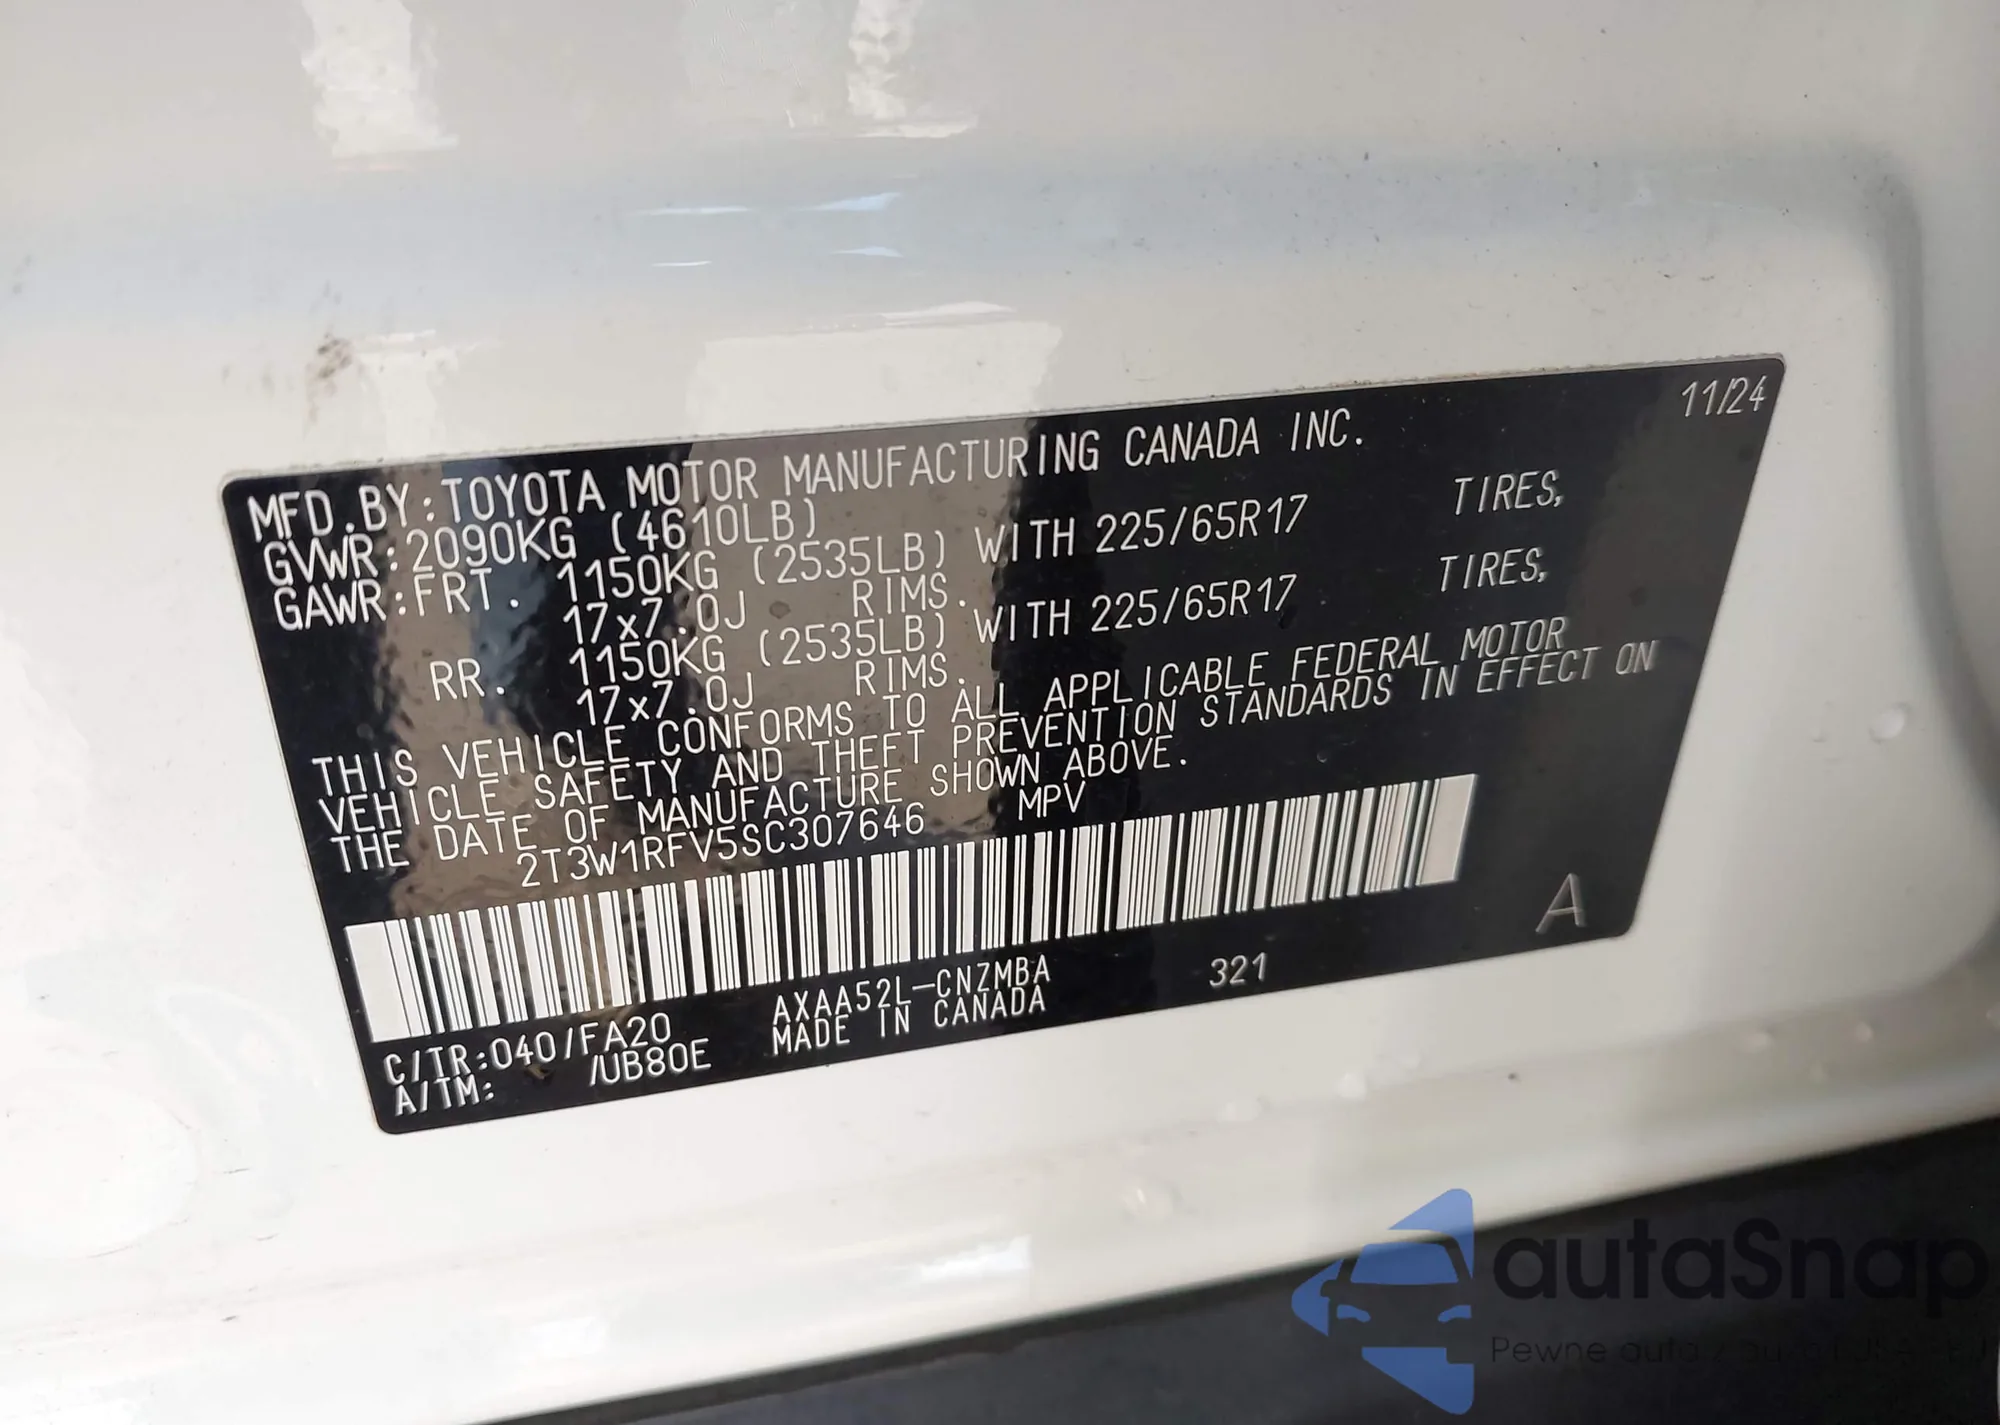 11/24
MFD.BY:TOYOTA MOTOR MANUFACTURING CANADA INC.
GVWR:2090KG (4610LB)
GAWR:FRT. 1150KG (2535LB) WITH 225/65R17 TIRES,
17x7.0J RIMS.
RR. 1150KG (2535LB) WITH 225/65R17 TIRES,
17x7.0J RIMS.
THIS VEHICLE CONFORMS TO ALL APPLICABLE FEDERAL MOTOR
VEHICLE SAFETY AND THEFT PREVENTION STANDARDS IN EFFECT ON
THE DATE OF MANUFACTURE SHOWN ABOVE.
2T3W1RFV5SC307646 MPV
A
C/TR:040/FA20 AXAA52L-CNZMBA 321
A/TM: /UB80E MADE IN CANADA
autaSnap
Pewne auta z